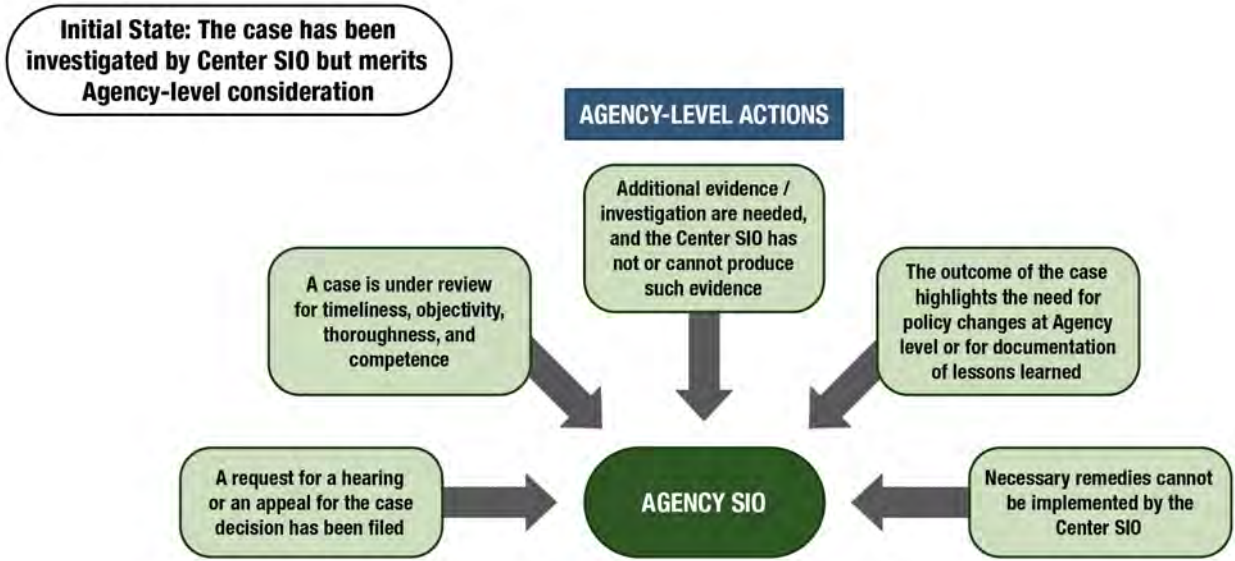 Initial State: The case has been
investigated by Center SIO but merits
Agency-level consideration
AGENCY-LEVEL ACTIONS
Additional evidence /
investigation are needed,
and the Center SIO has
not or cannot produce
such evidence
A case is under review
for timeliness, objectivity,
thoroughness, and
competence
The outcome of the case
highlights the need for
policy changes at Agency
level or for documentation
of lessons learned
A request for a hearing
or an appeal for the case
decision has been filed
AGENCY SIO
Necessary remedies cannot
be implemented by the
Center SIO